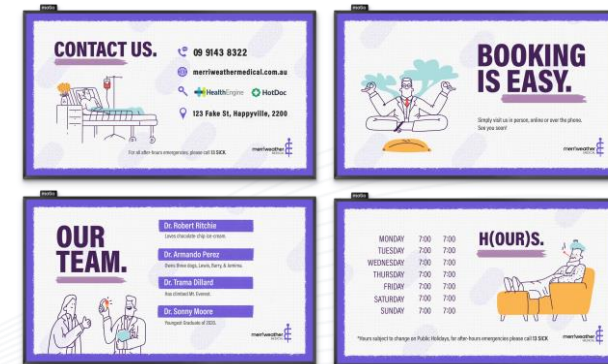 CONTACT US.
09 9143 8322
merriweathermedical.com.au
HealthEngine HotDoc
123 Fake St, Happyville, 2200
For all after-hours emergencies, please call 13 SICK.
merriweather
MEDICAL
BOOKING
IS EASY.
Simply visit us in person, online or over the phone.
See you soon!
merriweather
MEDICAL
OUR
TEAM.
Dr. Robert Ritchie
Loves chocolate chip ice-cream.
Dr. Armando Perez
Owns three dogs, Lewis, Barry, & Jemima.
Dr. Trama Dillard
Has climbed Mt. Everest.
Dr. Sonny Moore
Youngest Graduate of 2020.
merriweather
MEDICAL
H(OUR)S.
MONDAY 7:00 7:00
TUESDAY 7:00 7:00
WEDNESDAY 7:00 7:00
THURSDAY 7:00 7:00
FRIDAY 7:00 7:00
SATURDAY 7:00 7:00
SUNDAY 7:00 7:00
*Hours subject to change on Public Holidays, for after-hours emergencies please call 13 SICK.
merriweather
MEDICAL